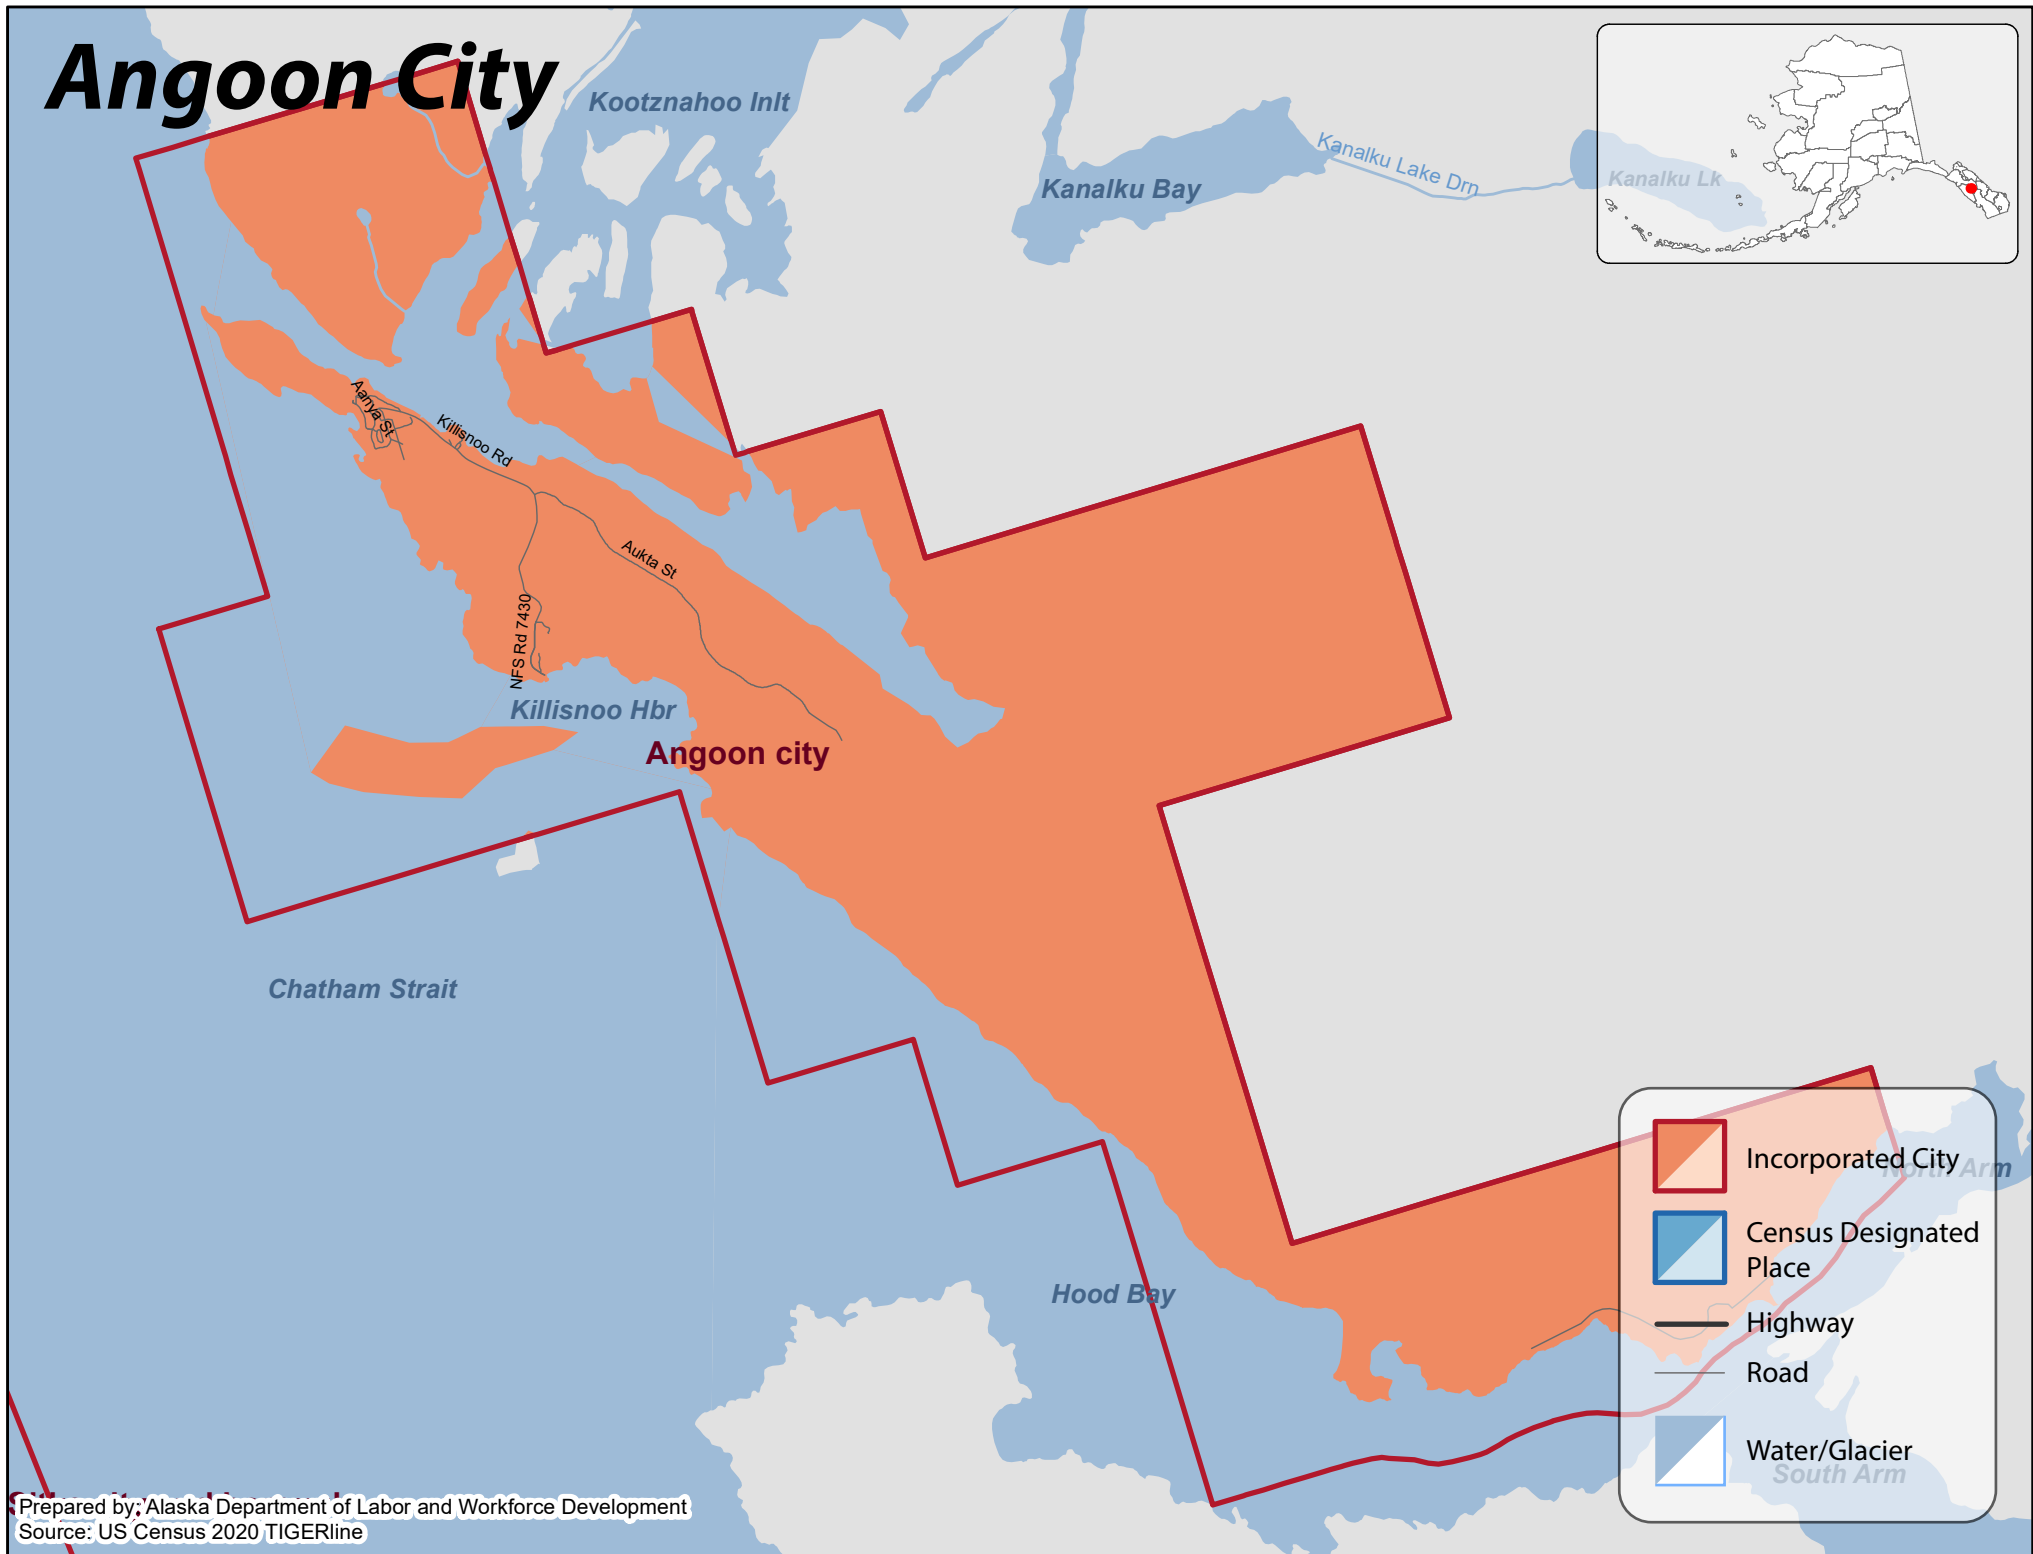 Angoon City
Kootznahoo Inlt
Kanalku Bay
Kanalku Lake Drn
Kanalku Lk
Aanya St
Killisnoo Rd
Aukta St
NFS Rd 7430
Killisnoo Hbr
Angoon city
Chatham Strait
Hood Bay
North Arm
South Arm
Incorporated City
Census Designated
Place
Highway
Road
Water/Glacier
Prepared by: Alaska Department of Labor and Workforce Development
Source: US Census 2020 TIGERline